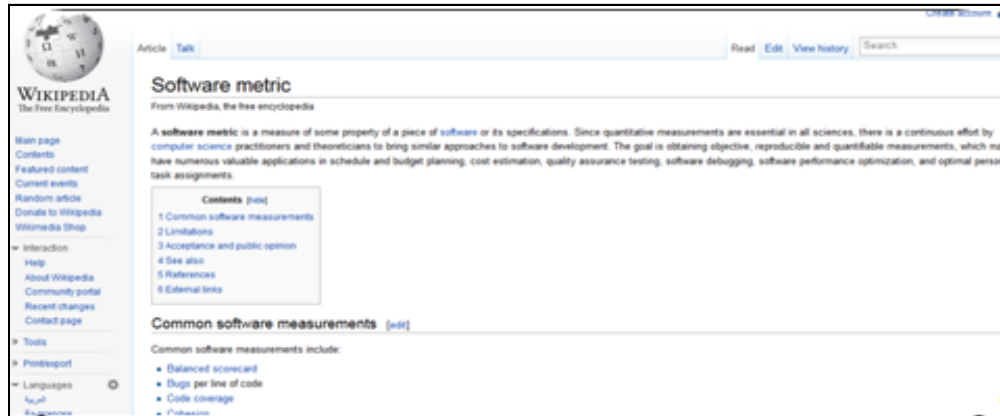 Create account
Article Talk
Read Edit View history Search
WIKIPEDIA
The Free Encyclopedia
Software metric
From Wikipedia, the free encyclopedia
A software metric is a measure of some property of a piece of software or its specifications. Since quantitative measurements are essential in all sciences, there is a continuous effort by
computer science practitioners and theoreticians to bring similar approaches to software development. The goal is obtaining objective, reproducible and quantifiable measurements, which
have numerous valuable applications in schedule and budget planning, cost estimation, quality assurance testing, software debugging, software performance optimization, and optimal
task assignments.
Main page
Contents
Featured content
Current events
Random article
Donate to Wikipedia
Wikimedia Shop
Interaction
Help
About Wikipedia
Community portal
Recent changes
Contact page
Tools
Print/export
Languages
العربية
Contents [hide]
1 Common software measurements
2 Limitations
3 Acceptance and public opinion
4 See also
5 References
6 External links
Common software measurements [edit]
Common software measurements include:
Balanced scorecard
Bugs per line of code
Code coverage
Cohesion